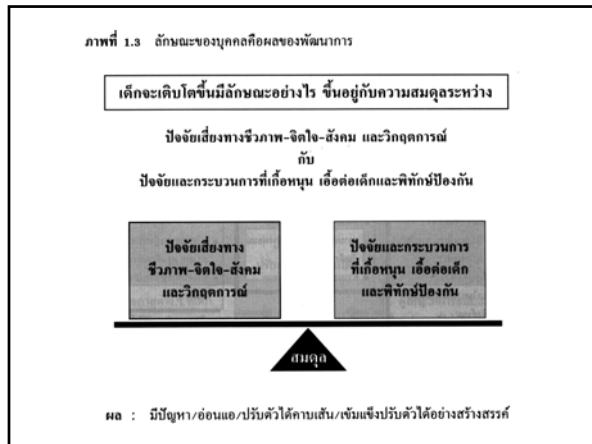 ภาพที่ 1.3 ลักษณะของบุคคลคือผลของพัฒนาการ
เด็กจะเติบโตขึ้นมีลักษณะอย่างไร ขึ้นอยู่กับความสมดุลระหว่าง
ปัจจัยเสี่ยงทางชีวภาพ-จิตใจ-สังคม และวิกฤตการณ์
กับ
ปัจจัยและกระบวนการที่เกื้อหนุน เอื้อต่อเด็กและพิทักษ์ป้องกัน
ปัจจัยเสี่ยงทาง
ชีวภาพ-จิตใจ-สังคม
และวิกฤตการณ์
ปัจจัยและกระบวนการ
ที่เกื้อหนุน เอื้อต่อเด็ก
และพิทักษ์ป้องกัน
สมดุล
ผล : มีปัญหา/อ่อนแอ/ปรับตัวได้คาบเส้น/เข้มแข็งปรับตัวได้อย่างสร้างสรรค์